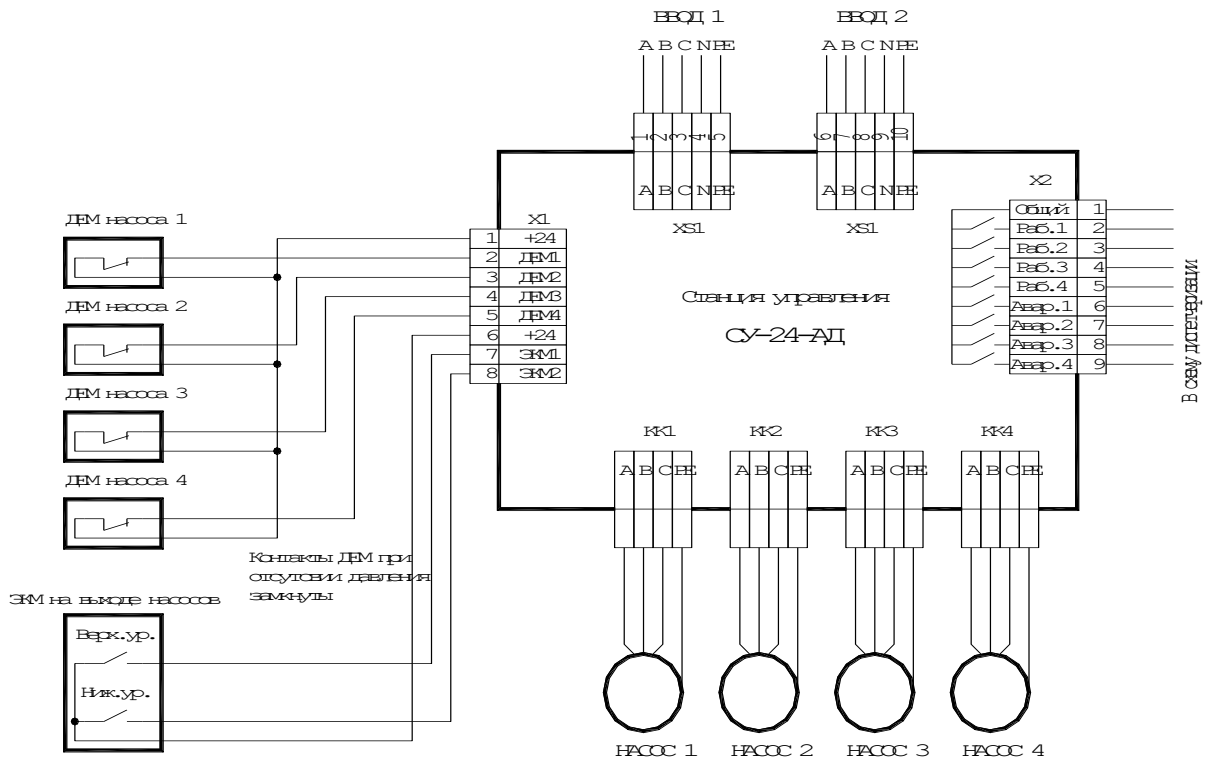 ВВОД 1
ВВОД 2
A B C N PE
A B C N PE
1 2 3 4 5
6 7 8 9 10
A B C N PE
A B C N PE
XS1
XS1
X2
Общий 1
Раб.1 2
Раб.2 3
Раб.3 4
Раб.4 5
Авар.1 6
Авар.2 7
Авар.3 8
Авар.4 9
В схему диспетчеризации
X1
1 +24
2 ДЕМ1
3 ДЕМ2
4 ДЕМ3
5 ДЕМ4
6 +24
7 ЭКМ1
8 ЭКМ2
ДЕМ насоса 1
ДЕМ насоса 2
ДЕМ насоса 3
ДЕМ насоса 4
Станция управления
СУ-24-АД
Контакты ДЕМ при
отсутсвии давления
замкнуты
ЭКМ на выходе насосов
Верх.ур.
Ниж.ур.
КК1
КК2
КК3
КК4
A B C PE
A B C PE
A B C PE
A B C PE
НАСОС 1
НАСОС 2
НАСОС 3
НАСОС 4